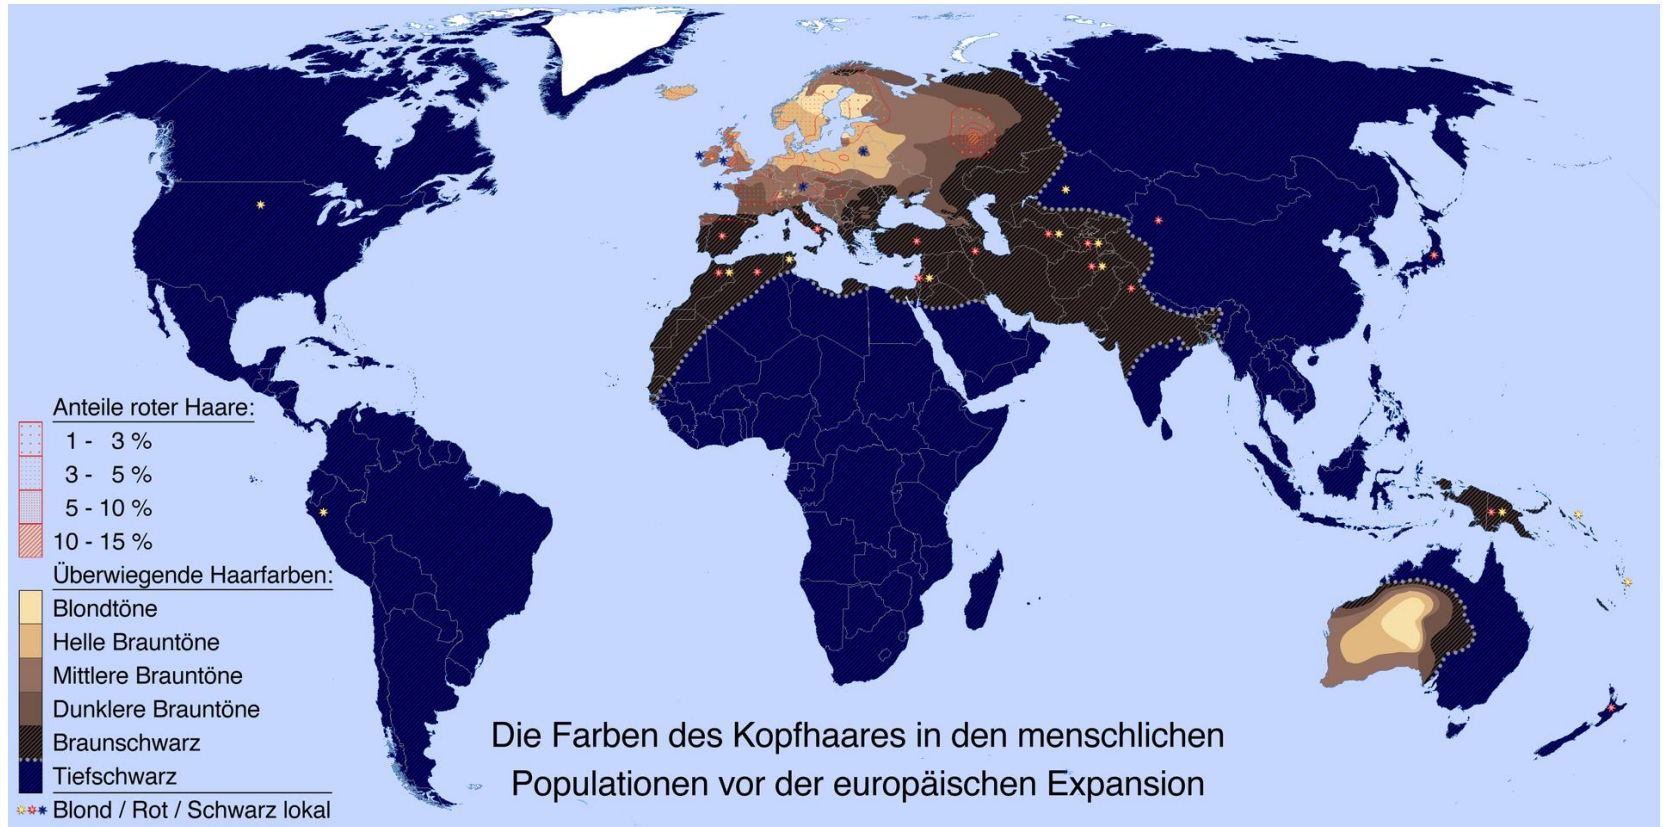 Anteile roter Haare:
1 - 3 %
3 - 5 %
5 - 10 %
10 - 15 %
Überwiegende Haarfarben:
Blondtöne
Helle Brauntöne
Mittlere Brauntöne
Dunklere Brauntöne
Braunschwarz
Tiefschwarz
Blond / Rot / Schwarz lokal
Die Farben des Kopfhaares in den menschlichen
Populationen vor der europäischen Expansion